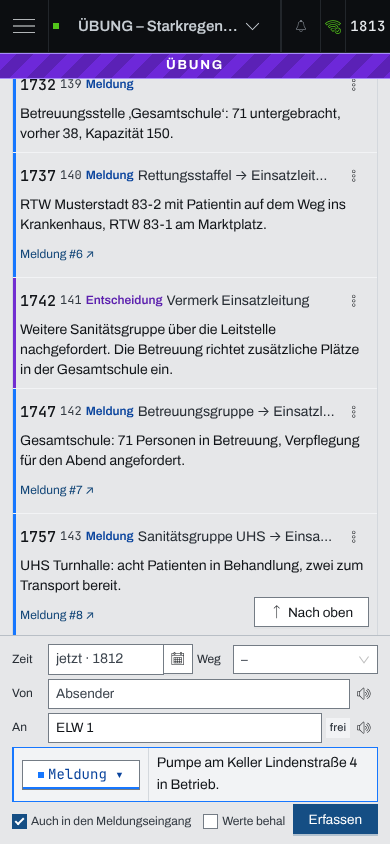 ÜBUNG – Starkregen…
1813
ÜBUNG
1732 139 Meldung
Betreuungsstelle ‚Gesamtschule‘: 71 untergebracht,
vorher 38, Kapazität 150.
1737 140 Meldung Rettungsstaffel → Einsatzleit…
RTW Musterstadt 83-2 mit Patientin auf dem Weg ins
Krankenhaus, RTW 83-1 am Marktplatz.
Meldung #6 ↗
1742 141 Entscheidung Vermerk Einsatzleitung
Weitere Sanitätsgruppe über die Leitstelle
nachgefordert. Die Betreuung richtet zusätzliche Plätze
in der Gesamtschule ein.
1747 142 Meldung Betreuungsgruppe → Einsatzl…
Gesamtschule: 71 Personen in Betreuung, Verpflegung
für den Abend angefordert.
Meldung #7 ↗
1757 143 Meldung Sanitätsgruppe UHS → Einsa…
UHS Turnhalle: acht Patienten in Behandlung, zwei zum
Transport bereit.
Meldung #8 ↗
↑ Nach oben
Zeit jetzt · 1812 Weg –
Von Absender
An ELW 1 frei
Meldung ▾ Pumpe am Keller Lindenstraße 4
in Betrieb.
Auch in den Meldungseingang Werte behal Erfassen